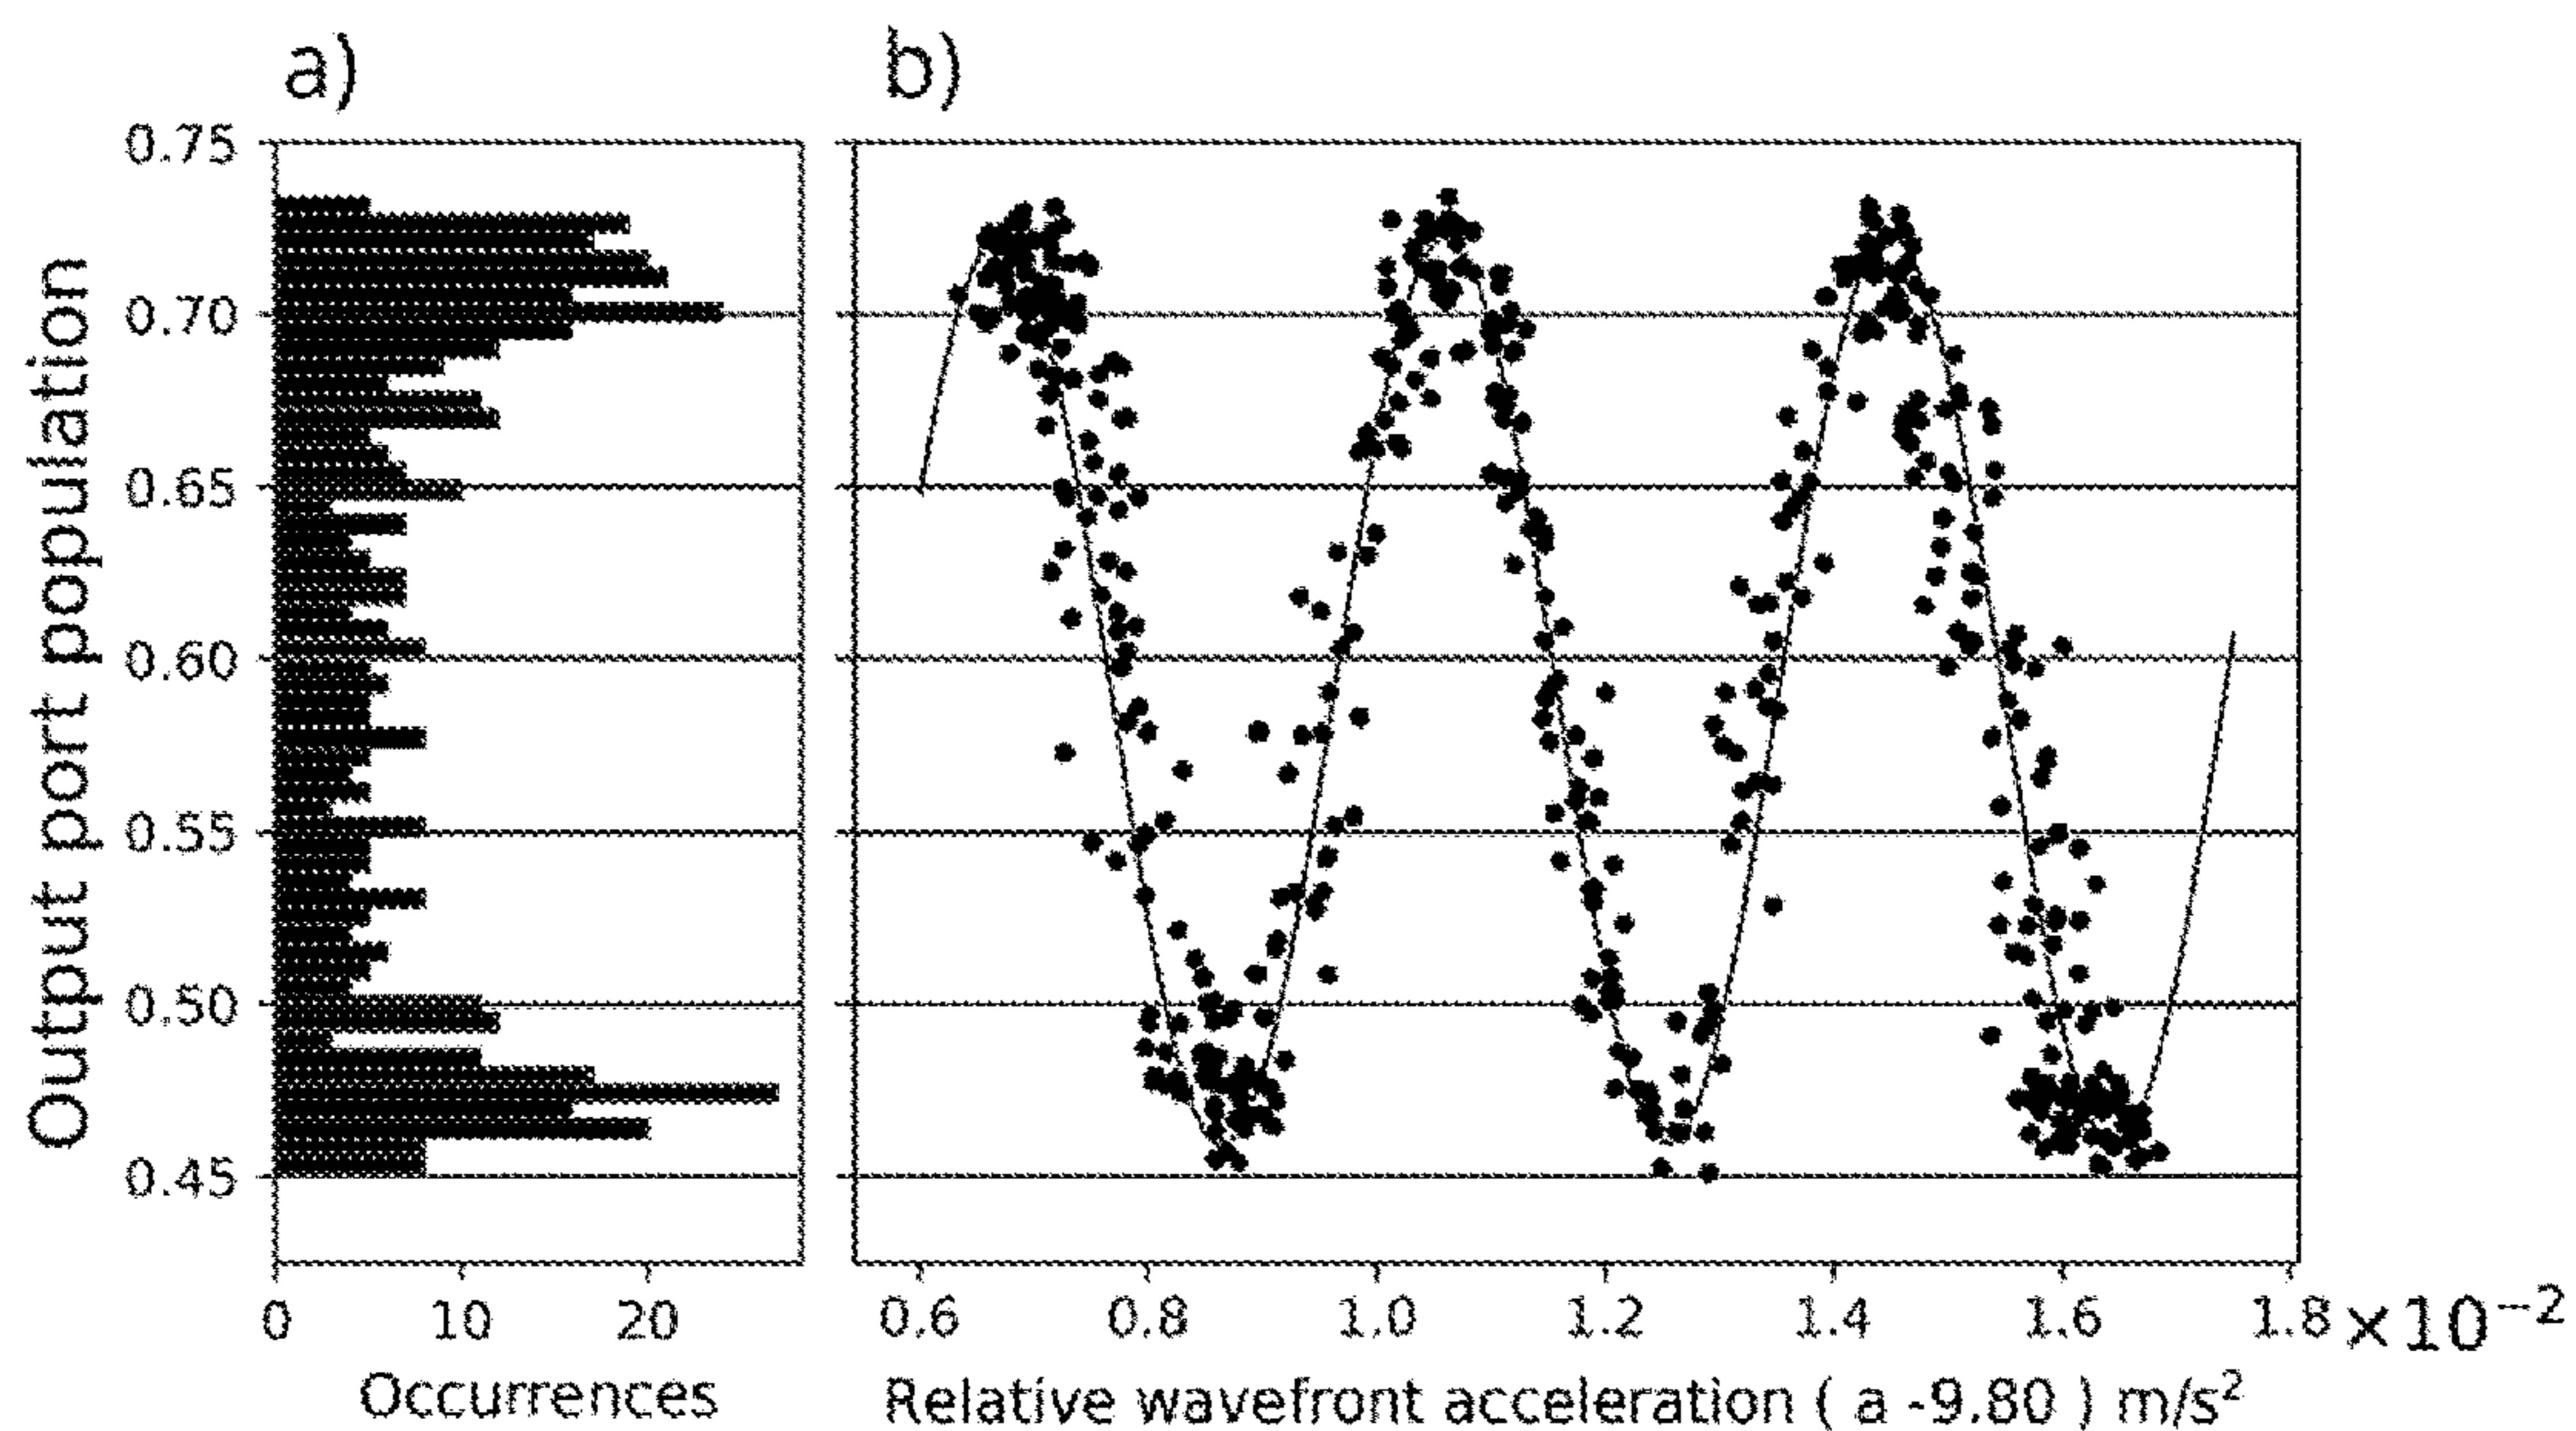 a)
b)
Output port population
0.75
0.70
0.65
0.60
0.55
0.50
0.45
0 10 20
0.6 0.8 1.0 1.2 1.4 1.6 1.8 ×10⁻²
Occurrences
Relative wavefront acceleration ( a -9.80 ) m/s²